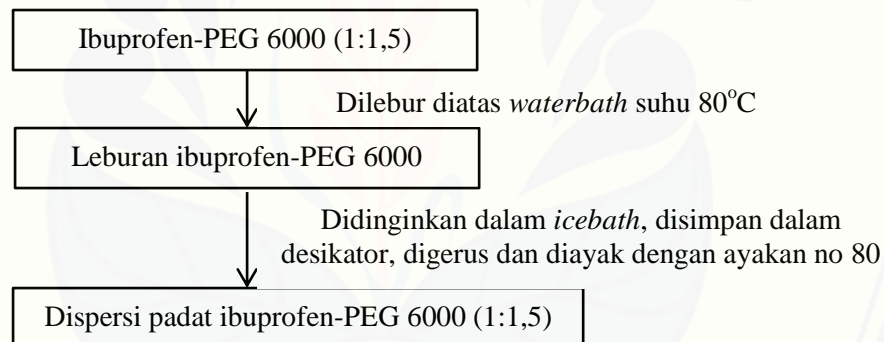 Ibuprofen-PEG 6000 (1:1,5)
Dilebur diatas waterbath suhu 80°C
Leburan ibuprofen-PEG 6000
Didinginkan dalam icebath, disimpan dalam
desikator, digerus dan diayak dengan ayakan no 80
Dispersi padat ibuprofen-PEG 6000 (1:1,5)